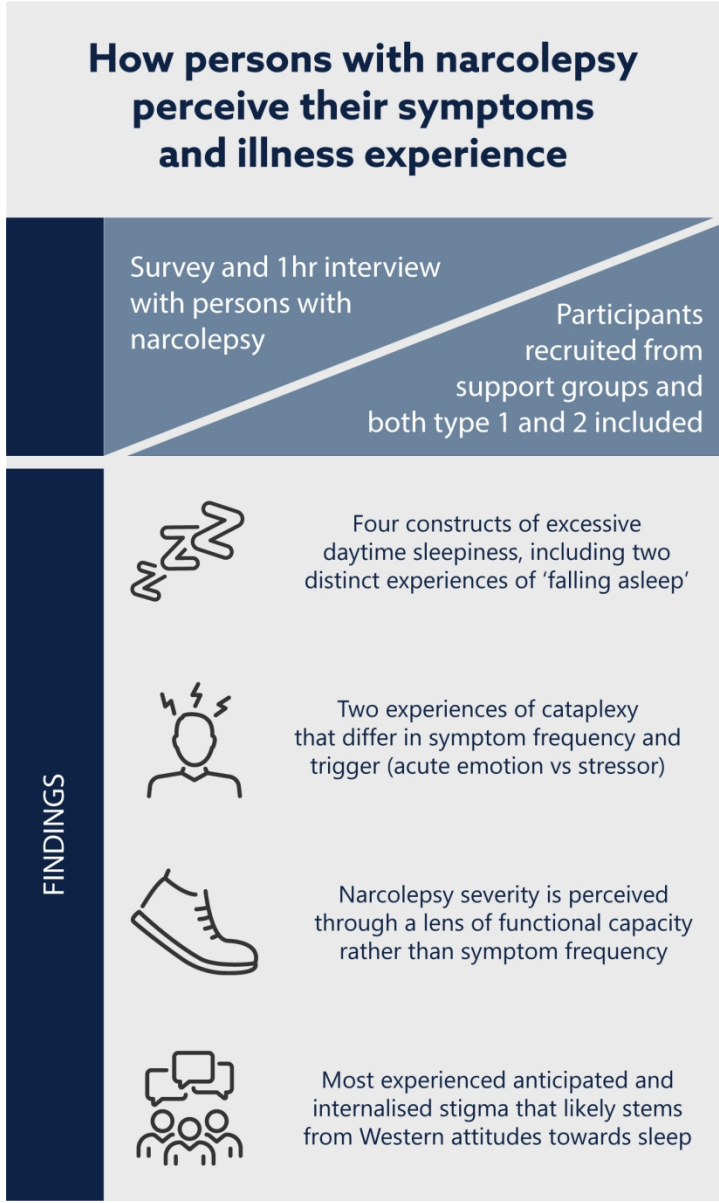 How persons with narcolepsy
perceive their symptoms
and illness experience
Survey and 1hr interview
with persons with
narcolepsy
Participants
recruited from
support groups and
both type 1 and 2 included
FINDINGS
Four constructs of excessive
daytime sleepiness, including two
distinct experiences of ‘falling asleep’
Two experiences of cataplexy
that differ in symptom frequency and
trigger (acute emotion vs stressor)
Narcolepsy severity is perceived
through a lens of functional capacity
rather than symptom frequency
Most experienced anticipated and
internalised stigma that likely stems
from Western attitudes towards sleep